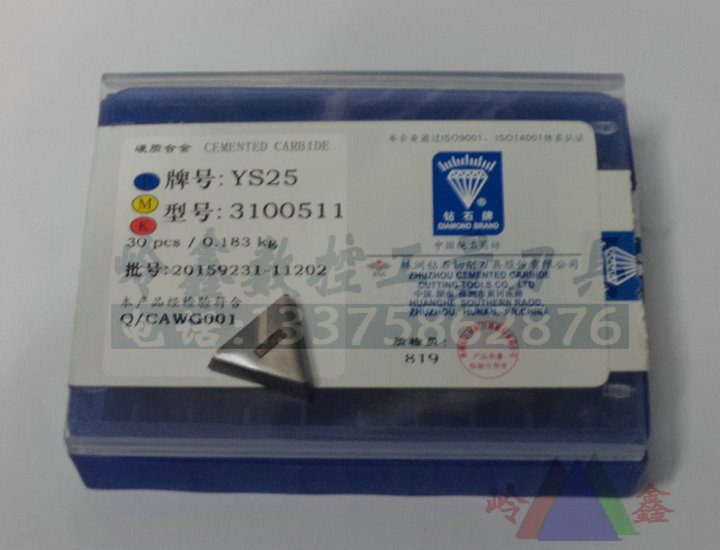 硬质合金 CEMENTED CARBIDE
本企业通过ISO9001、ISO14001体系认证
牌号: YS25
M
型号: 3100511
K
30 pcs / 0.183 kg
批号:20159231-11202
本产品经检验符合
Q/CAWG001
钻石牌
®
DIAMOND BRAND
中国驰名商标
株洲钻石切削刀具股份有限公司
ZHUZHOU CEMENTED CARBIDE
CUTTING TOOLS CO., LTD
HUANGHE SOUTHERN RAOD,
ZHUZHOU, HUNAN, PR.CHINA
质检员:
819
岭鑫数控工具刀具
电话:13375862876
岭 鑫